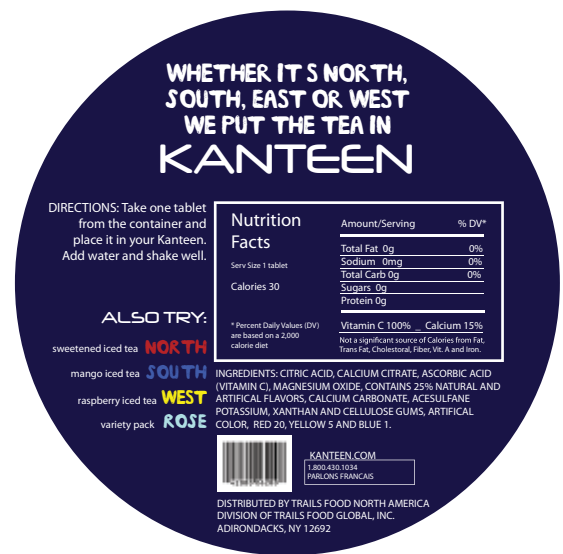 WHETHER IT S NORTH,
SOUTH, EAST OR WEST
WE PUT THE TEA IN
KANTEEN
DIRECTIONS: Take one tablet
from the container and
place it in your Kanteen.
Add water and shake well.
ALSO TRY:
sweetened iced tea NORTH
mango iced tea SOUTH
raspberry iced tea WEST
variety pack ROSE
Nutrition
Facts
Serv Size 1 tablet
Calories 30
* Percent Daily Values (DV)
are based on a 2,000
calorie diet
Amount/Serving % DV*
Total Fat 0g 0%
Sodium 0mg 0%
Total Carb 0g 0%
Sugars 0g
Protein 0g
Vitamin C 100% _ Calcium 15%
Not a significant source of Calories from Fat,
Trans Fat, Cholestoral, Fiber, Vit. A and Iron.
INGREDIENTS: CITRIC ACID, CALCIUM CITRATE, ASCORBIC ACID
(VITAMIN C), MAGNESIUM OXIDE, CONTAINS 25% NATURAL AND
ARTIFICAL FLAVORS, CALCIUM CARBONATE, ACESULFANE
POTASSIUM, XANTHAN AND CELLULOSE GUMS, ARTIFICAL
COLOR, RED 20, YELLOW 5 AND BLUE 1.
KANTEEN.COM
1.800.430.1034
PARLONS FRANCAIS
DISTRIBUTED BY TRAILS FOOD NORTH AMERICA
DIVISION OF TRAILS FOOD GLOBAL, INC.
ADIRONDACKS, NY 12692